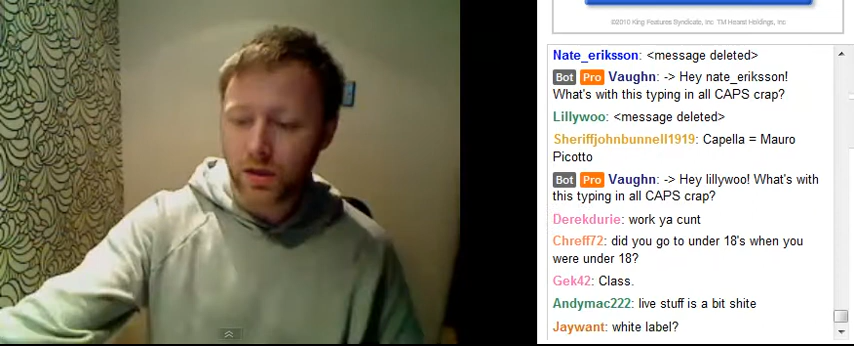 ©2010 King Features Syndicate, Inc TM Hearst Holdings, Inc
Nate_eriksson: <message deleted>
Bot Pro Vaughn: -> Hey nate_eriksson!
What's with this typing in all CAPS crap?
Lillywoo: <message deleted>
Sheriffjohnbunnell1919: Capella = Mauro
Picotto
Bot Pro Vaughn: -> Hey lillywoo! What's with
this typing in all CAPS crap?
Derekdurie: work ya cunt
Chreff72: did you go to under 18's when you
were under 18?
Gek42: Class.
Andymac222: live stuff is a bit shite
Jaywant: white label?